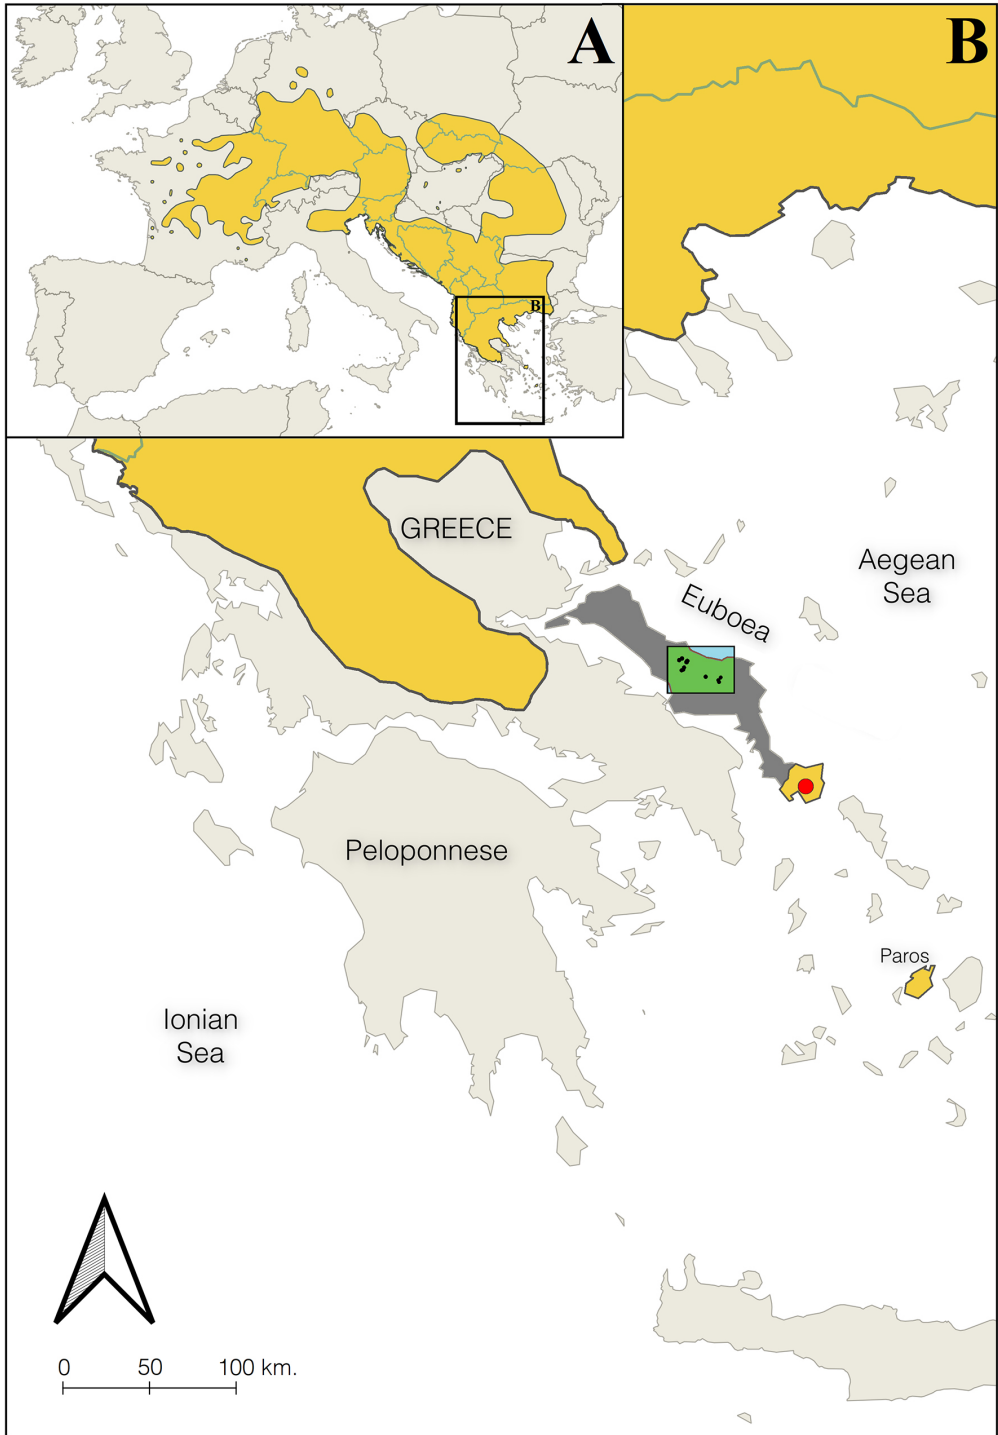 A
B
B
GREECE
Aegean
Sea
Euboea
Peloponnese
Paros
Ionian
Sea
0 50 100 km.